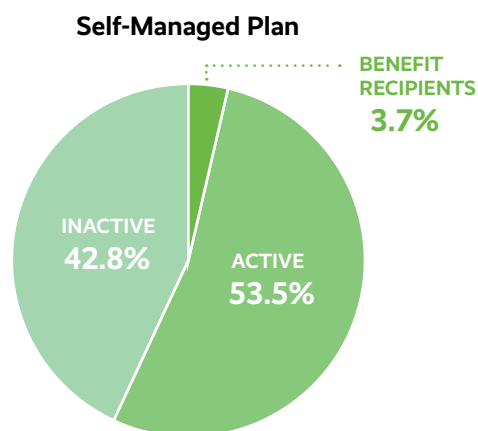 Self-Managed Plan
BENEFIT
RECIPIENTS
3.7%
INACTIVE
42.8%
ACTIVE
53.5%